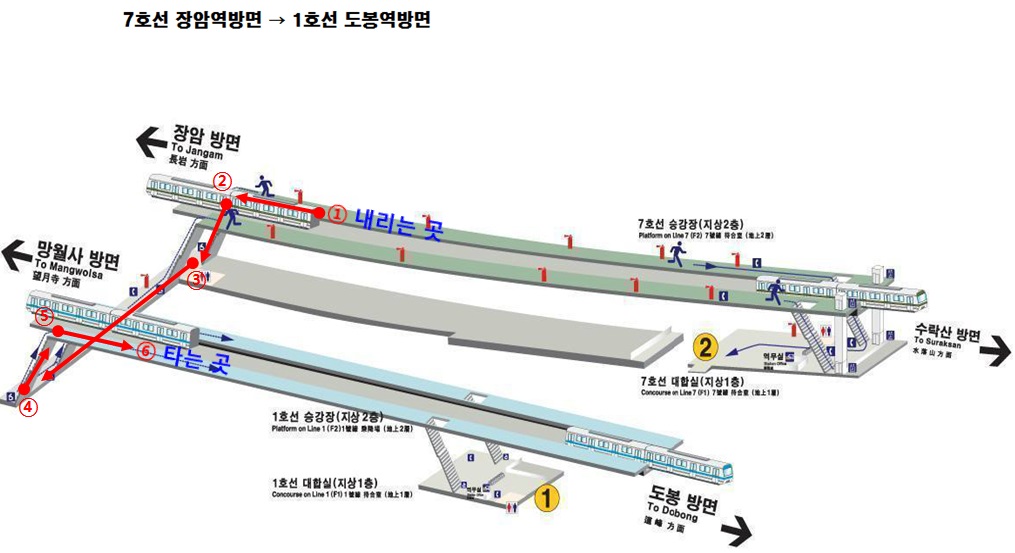 7호선 장암역방면 → 1호선 도봉역방면
장암 방면
To Jangam
長岩 方面
②
① 내리는 곳
7호선 승강장(지상2층)
Platform on Line 7 (F2) 7號線 待合室 (地上2層)
망월사 방면
To Mangwolsa
望月寺 方面
③
⑤
⑥ 타는 곳
④
수락산 방면
To Suraksan
水落山 方面
2
역무실
7호선 대합실(지상1층)
Concourse on Line 7 (F1) 7號線 待合室 (地上1層)
1호선 승강장(지상2층)
Platform on Line 1 (F2) 1號線 乘降場 (地上2層)
1호선 대합실(지상1층)
Concourse on Line 1 (F1) 1號線 待合室 (地上1層)
역무실
1
도봉 방면
To Dobong
道峰 方面